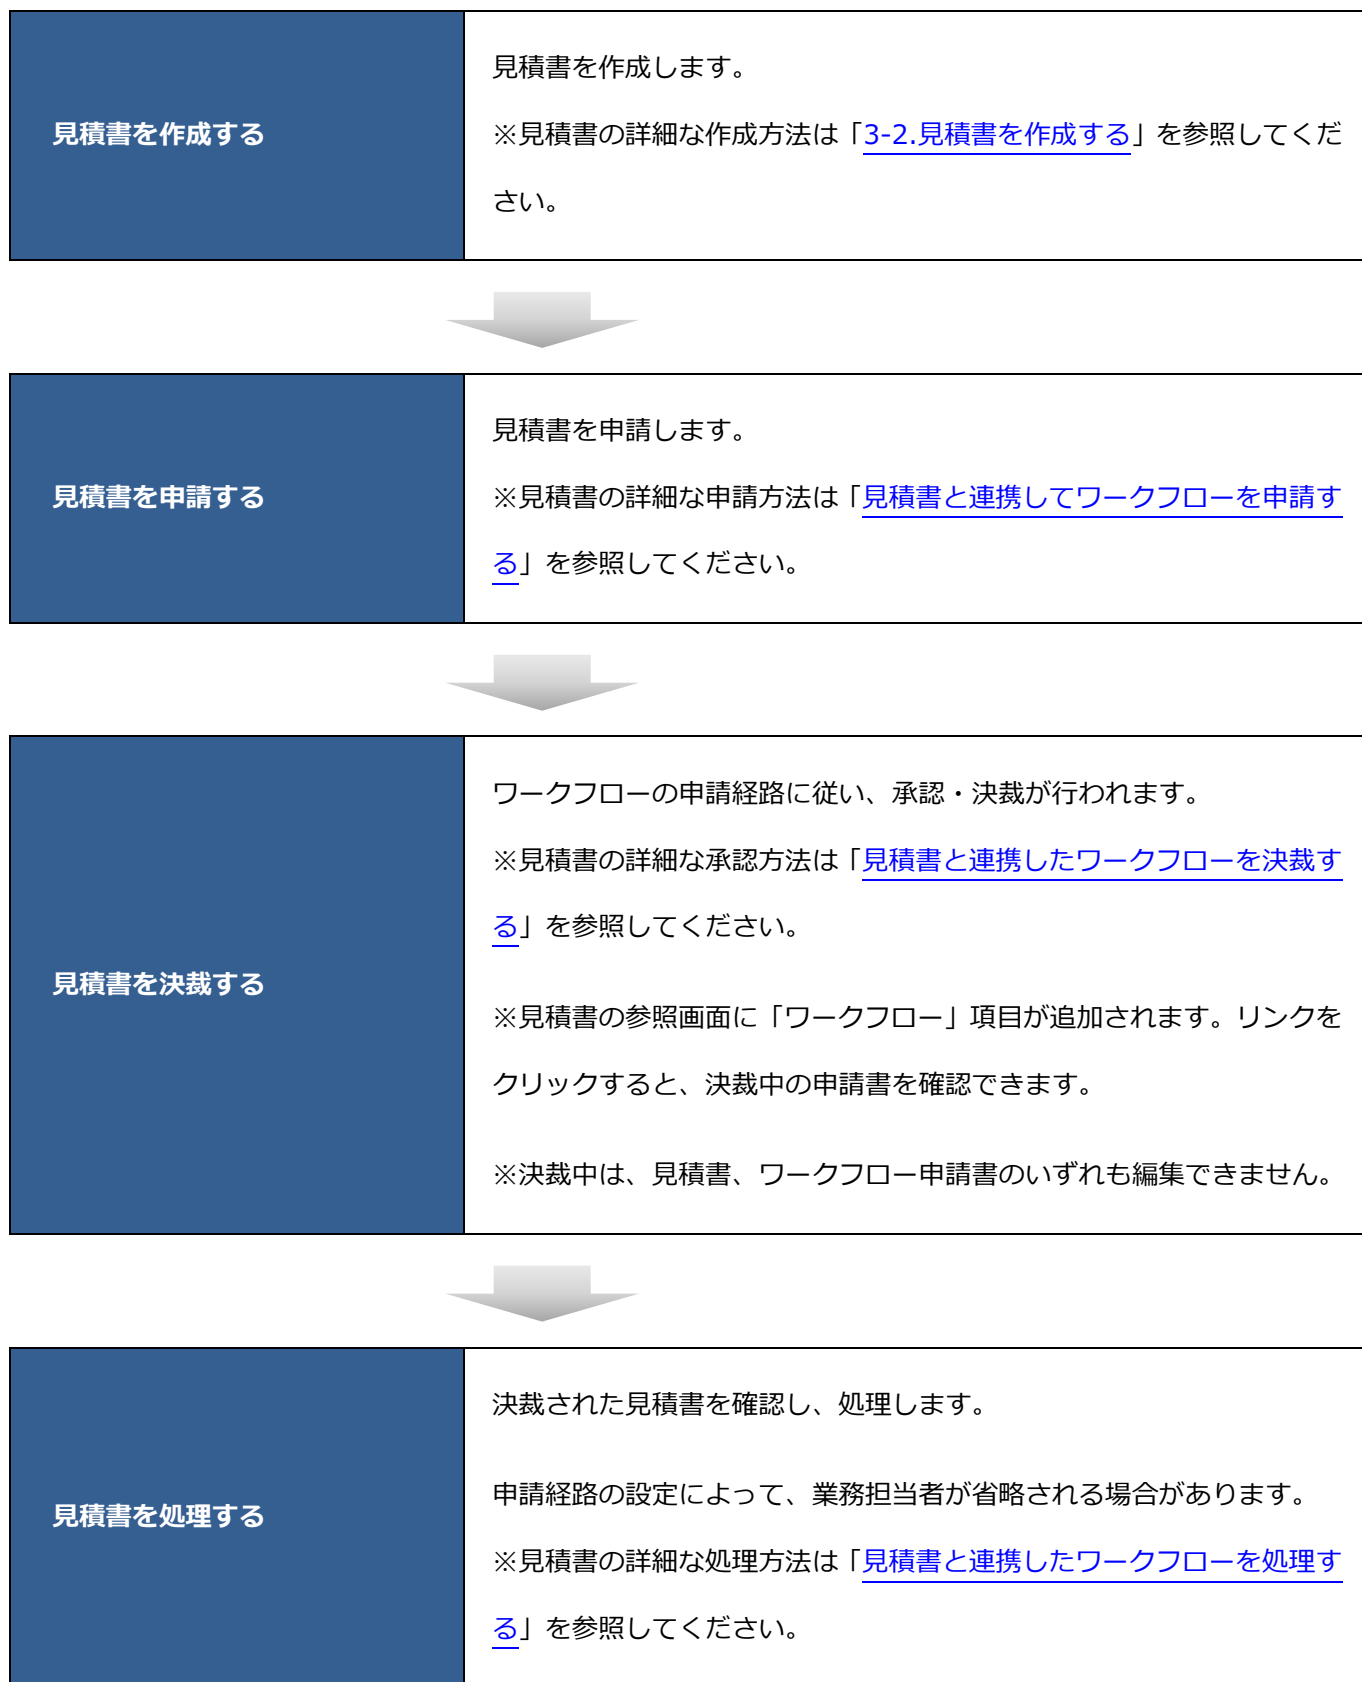 見積書を作成する
見積書を作成します。
※見積書の詳細な作成方法は「3-2.見積書を作成する」を参照してくだ
さい。
見積書を申請する
見積書を申請します。
※見積書の詳細な申請方法は「見積書と連携してワークフローを申請す
る」を参照してください。
見積書を決裁する
ワークフローの申請経路に従い、承認・決裁が行われます。
※見積書の詳細な承認方法は「見積書と連携したワークフローを決裁す
る」を参照してください。
※見積書の参照画面に「ワークフロー」項目が追加されます。リンクを
クリックすると、決裁中の申請書を確認できます。
※決裁中は、見積書、ワークフロー申請書のいずれも編集できません。
見積書を処理する
決裁された見積書を確認し、処理します。
申請経路の設定によって、業務担当者が省略される場合があります。
※見積書の詳細な処理方法は「見積書と連携したワークフローを処理す
る」を参照してください。